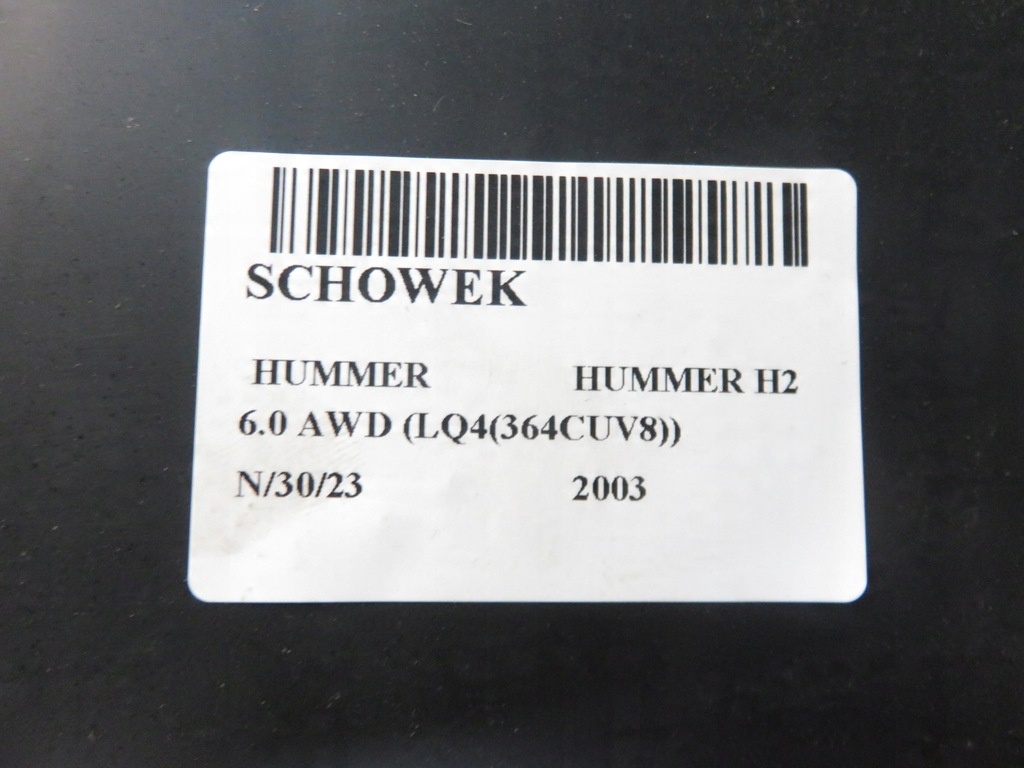 SCHOWEK
HUMMER HUMMER H2
6.0 AWD (LQ4(364CUV8))
N/30/23 2003